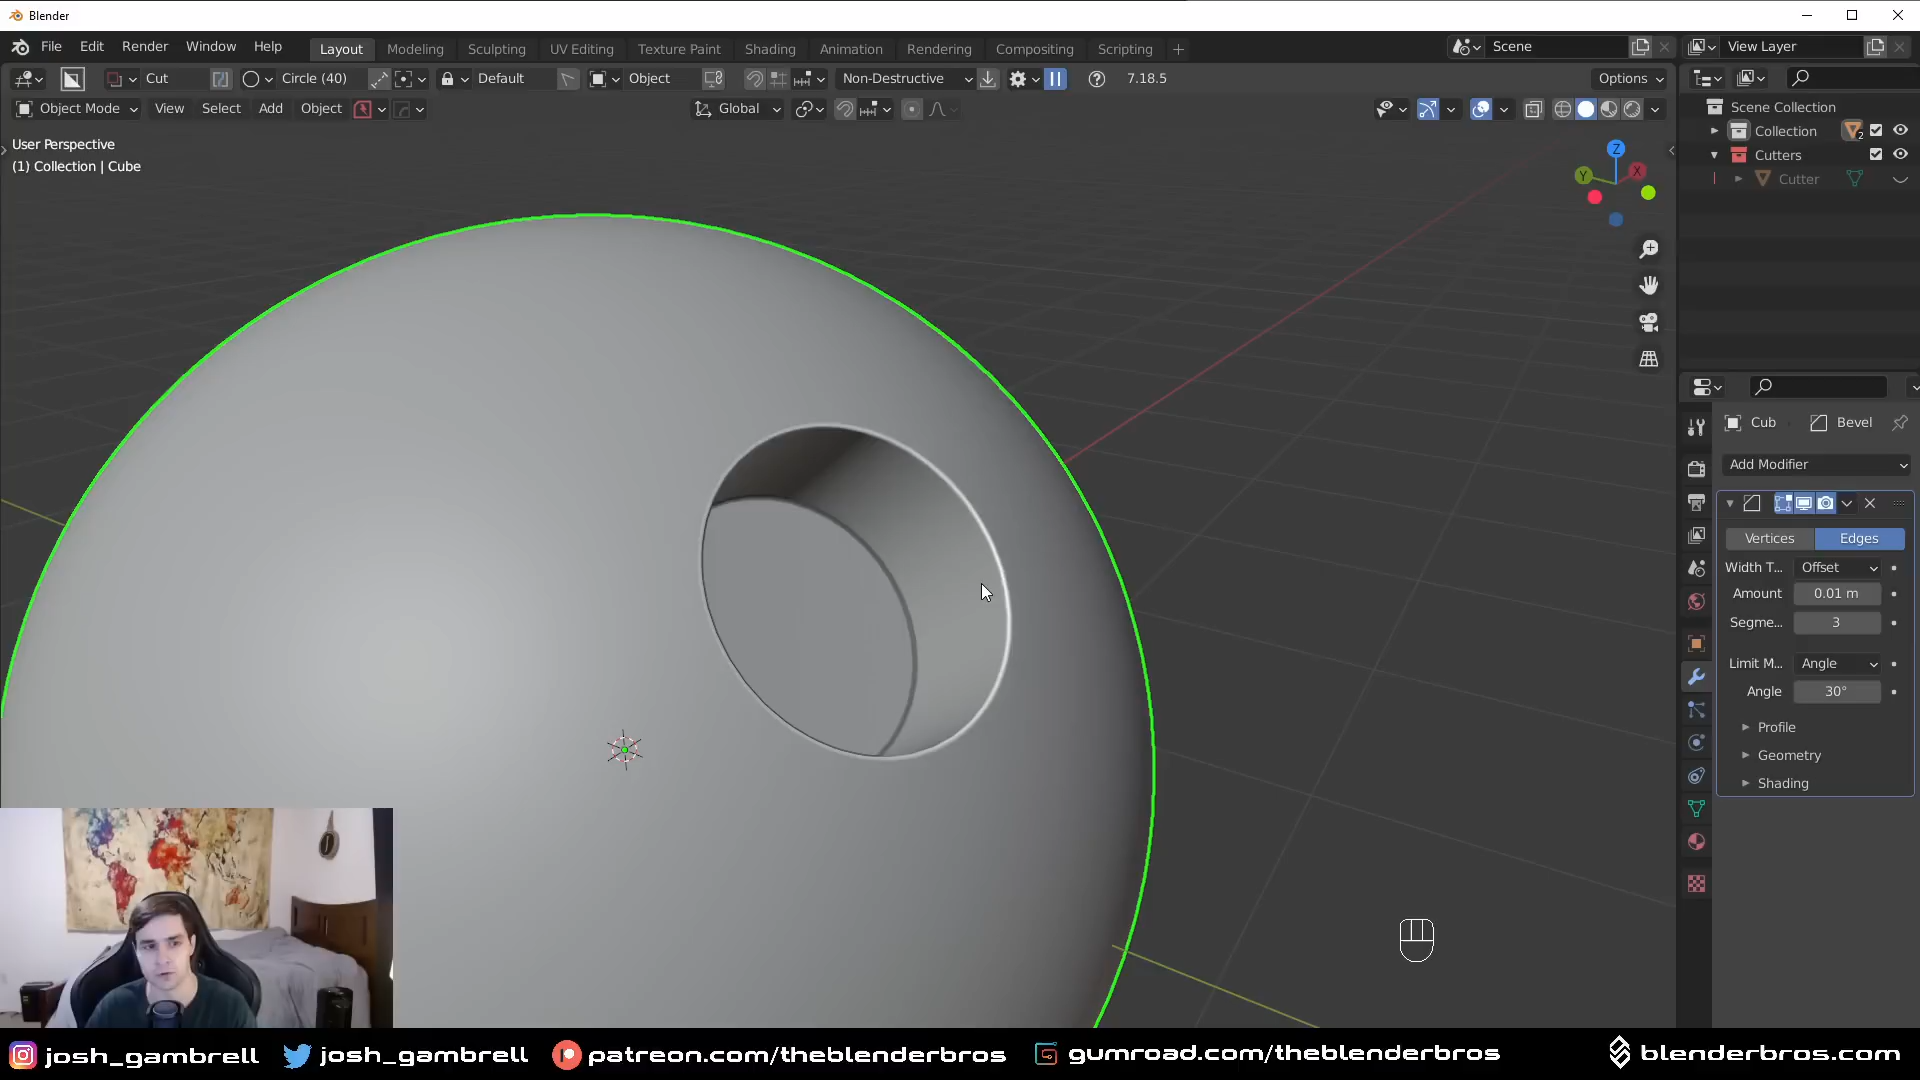 Blender
File Edit Render Window Help Layout Modeling Sculpting UV Editing Texture Paint Shading Animation Rendering Compositing Scripting + Scene View Layer
Cut Circle (40) Default Object Non-Destructive 7.18.5 Options
Object Mode View Select Add Object Global
User Perspective
(1) Collection | Cube
Z
Y X
Scene Collection
Collection 2
Cutters
Cutter
Cub Bevel
Add Modifier
Vertices Edges
Width T... Offset
Amount 0.01 m
Segme... 3
Limit M... Angle
Angle 30°
Profile
Geometry
Shading
josh_gambrell josh_gambrell patreon.com/theblenderbros gumroad.com/theblenderbros blenderbros.com